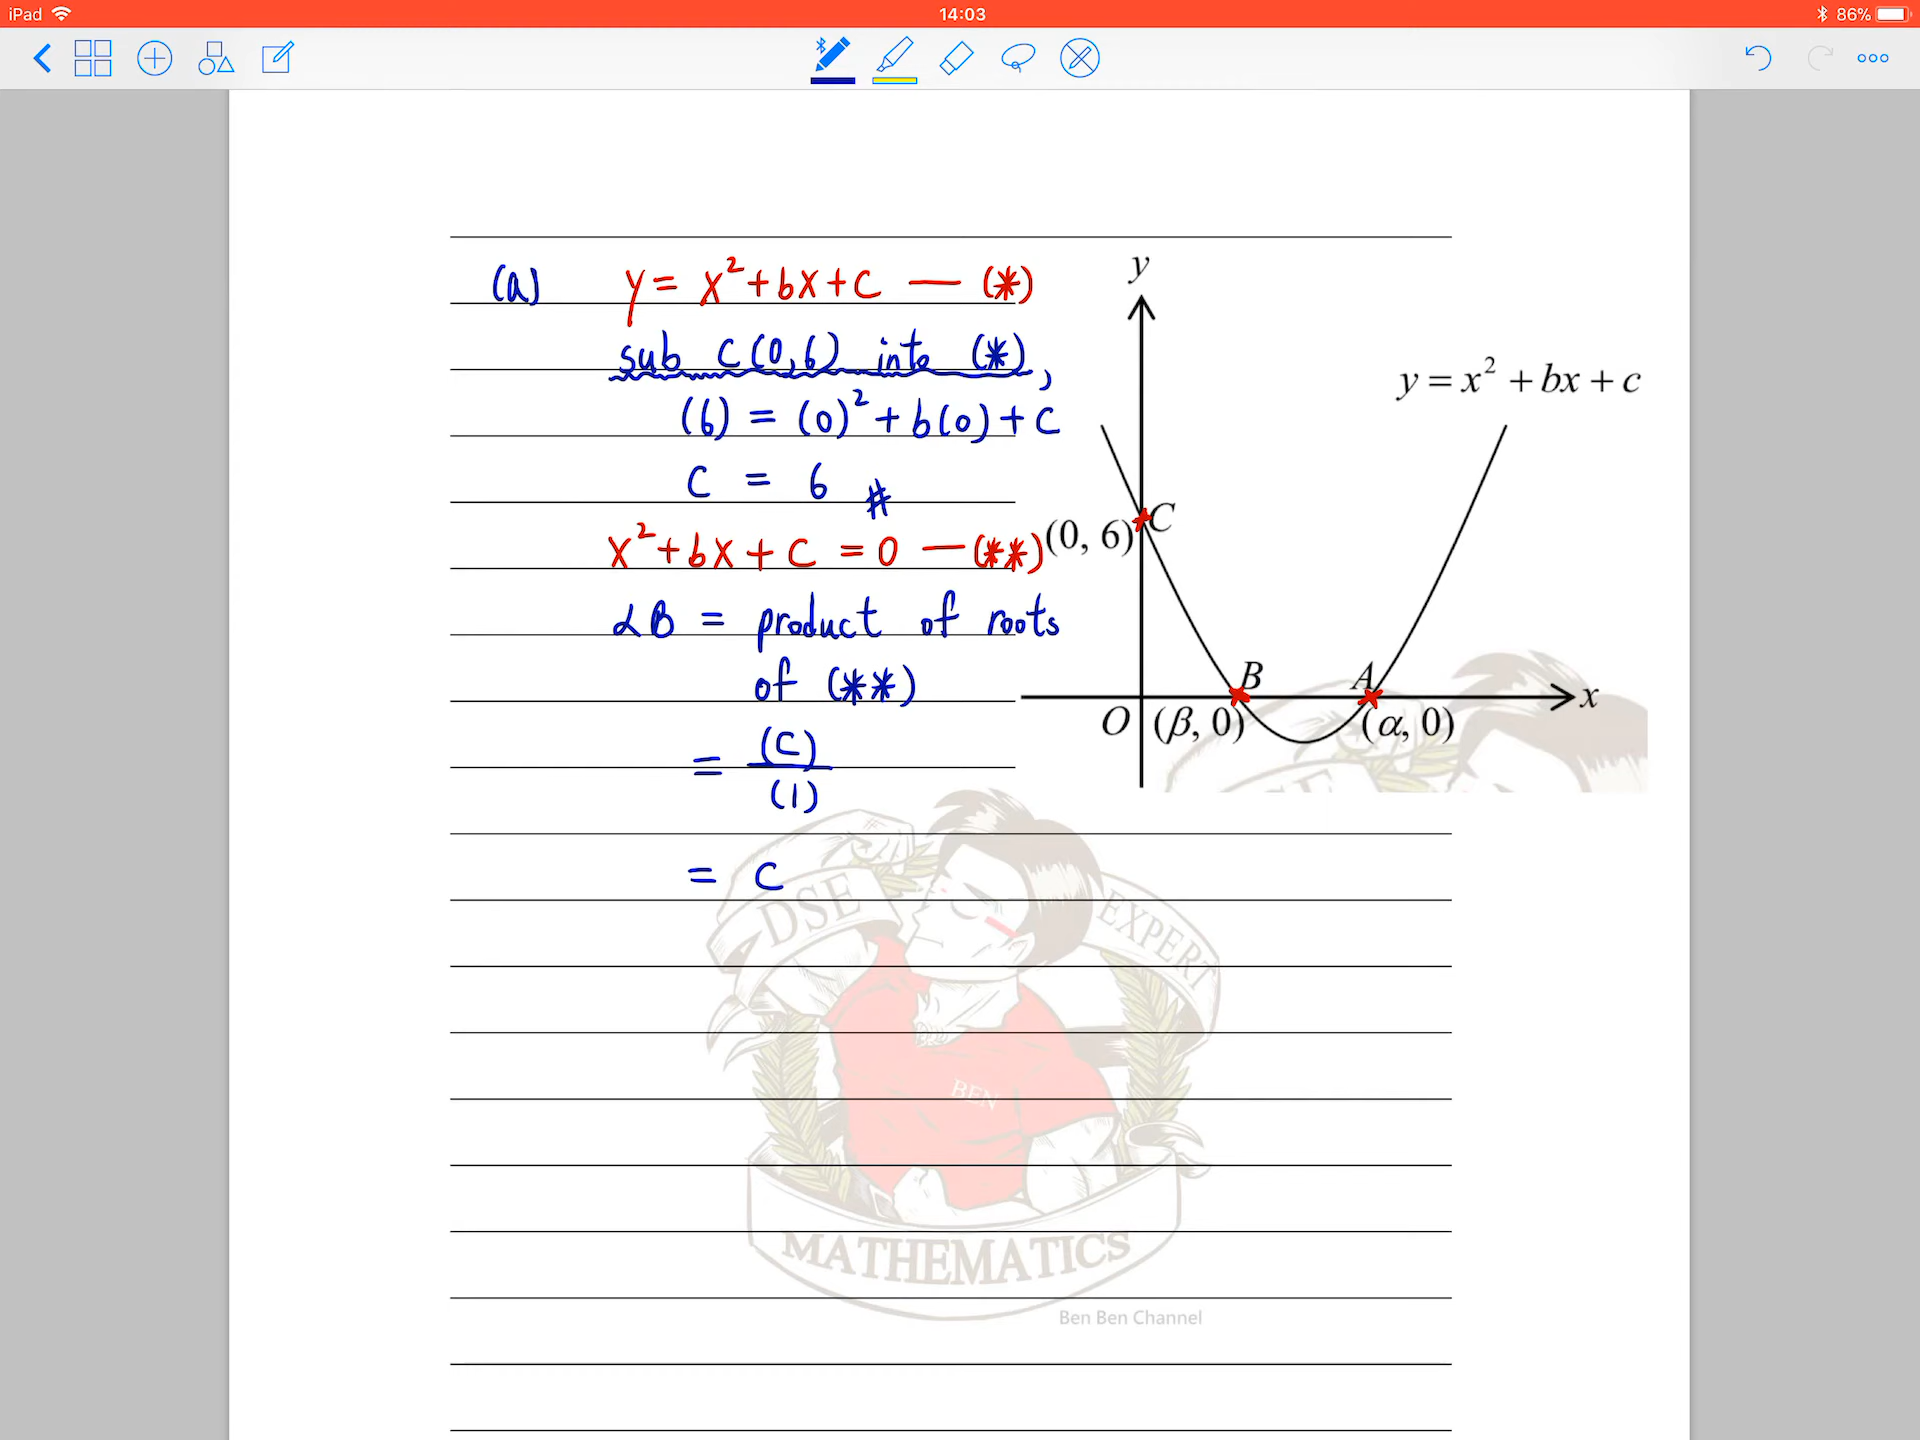 iPad 14:03 86%
(a) y = x² + bx + c — (*)
sub C(0,6) into (*),
(6) = (0)² + b(0) + c
c = 6 #
x² + bx + c = 0 — (**)
αβ = product of roots
of (**)
= (c)/(1)
= c
y
y = x² + bx + c
C
(0, 6)
B A
x
O (β, 0) (α, 0)
DSE EXPERT
BEN
MATHEMATICS
Ben Ben Channel